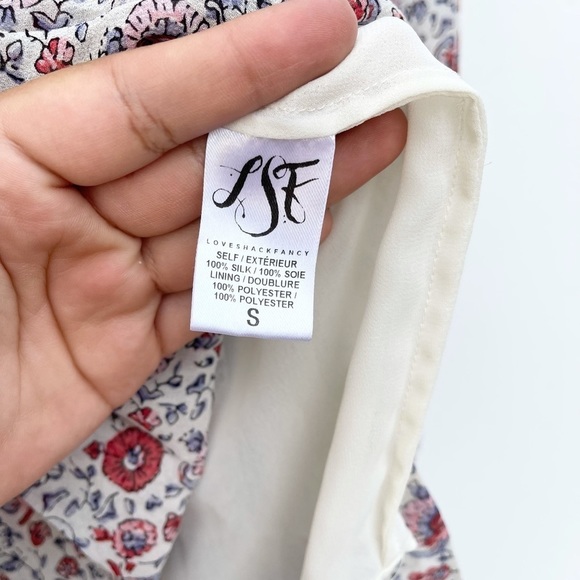 LSF
LOVESHACKFANCY
SELF / EXTÉRIEUR
100% SILK / 100% SOIE
LINING / DOUBLURE
100% POLYESTER /
100% POLYESTER
S